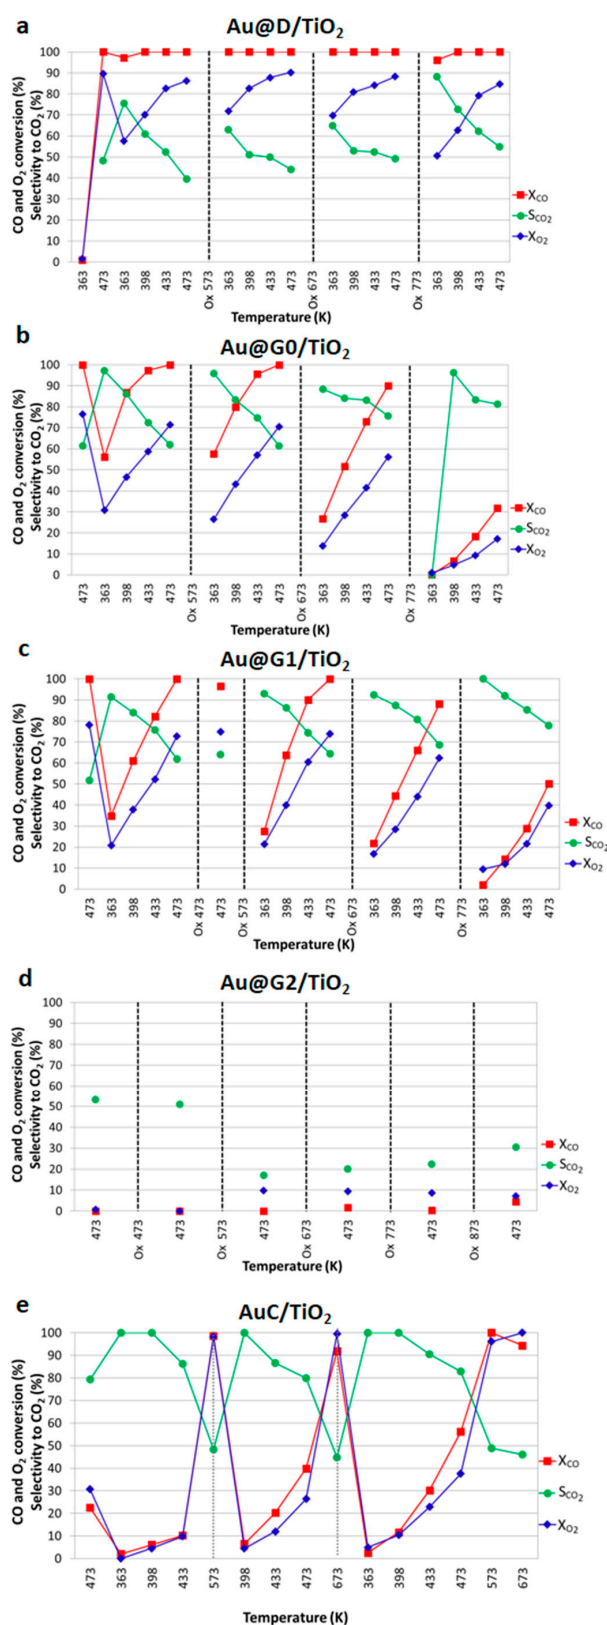 a
Au@D/TiO2
CO and O2 conversion (%)
Selectivity to CO2 (%)
100
90
80
70
60
50
40
30
20
10
0
363
473
363
398
433
473
Ox 573
363
398
433
473
Ox 673
363
398
433
473
Ox 773
363
398
433
473
Temperature (K)
XCO
SCO2
XO2
b
Au@G0/TiO2
CO and O2 conversion (%)
Selectivity to CO2 (%)
100
90
80
70
60
50
40
30
20
10
0
473
363
398
433
473
Ox 573
363
398
433
473
Ox 673
363
398
433
473
Ox 773
363
398
433
473
Temperature (K)
XCO
SCO2
XO2
c
Au@G1/TiO2
CO and O2 conversion (%)
Selectivity to CO2 (%)
100
90
80
70
60
50
40
30
20
10
0
473
363
398
433
473
Ox 473
473
Ox 573
363
398
433
473
Ox 673
363
398
433
473
Ox 773
363
398
433
473
Temperature (K)
XCO
SCO2
XO2
d
Au@G2/TiO2
CO and O2 conversion (%)
Selectivity to CO2 (%)
100
90
80
70
60
50
40
30
20
10
0
473
Ox 473
473
Ox 573
473
Ox 673
473
Ox 773
473
Ox 873
473
Temperature (K)
XCO
SCO2
XO2
e
AuC/TiO2
CO and O2 conversion (%)
Selectivity to CO2 (%)
100
90
80
70
60
50
40
30
20
10
0
473
363
398
433
573
398
433
473
673
363
398
433
473
573
673
Temperature (K)
XCO
SCO2
XO2